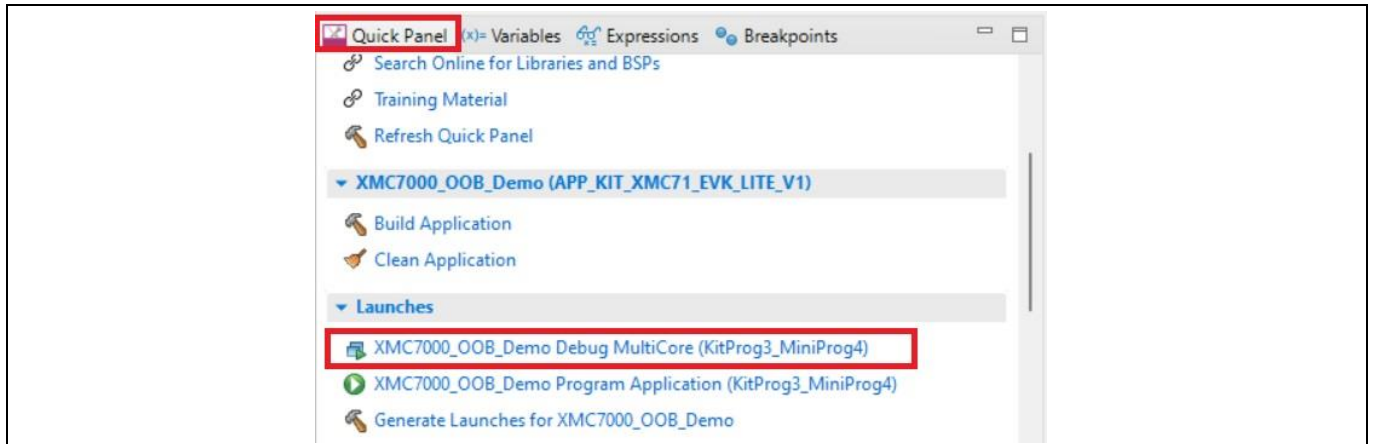 Quick Panel (x)= Variables Expressions Breakpoints
Search Online for Libraries and BSPs
Training Material
Refresh Quick Panel
XMC7000_OOB_Demo (APP_KIT_XMC71_EVK_LITE_V1)
Build Application
Clean Application
Launches
XMC7000_OOB_Demo Debug MultiCore (KitProg3_MiniProg4)
XMC7000_OOB_Demo Program Application (KitProg3_MiniProg4)
Generate Launches for XMC7000_OOB_Demo